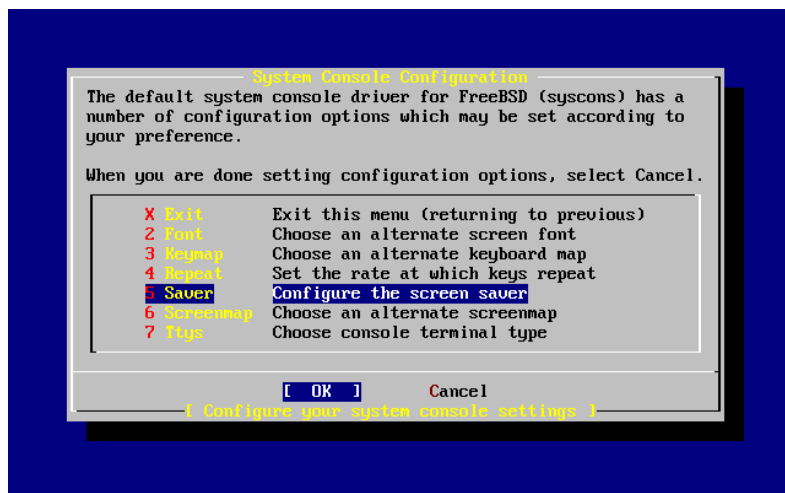 System Console Configuration
The default system console driver for FreeBSD (syscons) has a
number of configuration options which may be set according to
your preference.
When you are done setting configuration options, select Cancel.
X Exit Exit this menu (returning to previous)
2 Font Choose an alternate screen font
3 Keymap Choose an alternate keyboard map
4 Repeat Set the rate at which keys repeat
5 Saver Configure the screen saver
6 Screenmap Choose an alternate screenmap
7 Ttys Choose console terminal type
[ OK ] Cancel
[ Configure your system console settings ]